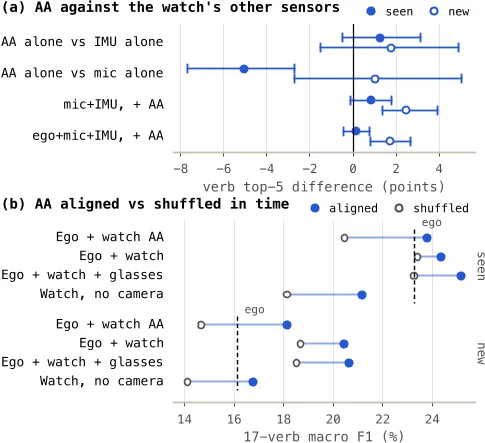 (a) AA against the watch's other sensors
seen new
AA alone vs IMU alone
AA alone vs mic alone
mic+IMU, + AA
ego+mic+IMU, + AA
−8 −6 −4 −2 0 2 4
verb top-5 difference (points)
(b) AA aligned vs shuffled in time
aligned shuffled
ego
Ego + watch AA
Ego + watch
Ego + watch + glasses
Watch, no camera
seen
ego
Ego + watch AA
Ego + watch
Ego + watch + glasses
Watch, no camera
new
14 16 18 20 22 24
17-verb macro F1 (%)